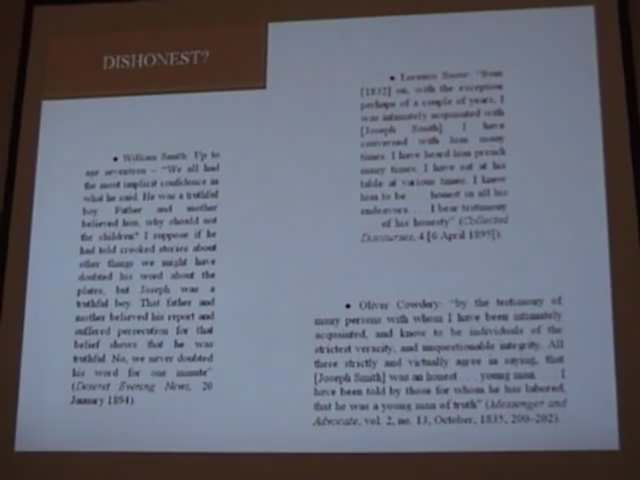 DISHONEST?
• William Smith: Up to
age seventeen – "We all had
the most implicit confidence in
what he said. He was a truthful
boy. Father and mother
believed him, why should not
the children? I suppose if he
had told crooked stories about
other things we might have
doubted his word about the
plates, but Joseph was a
truthful boy. That father and
mother believed his report and
suffered persecution for that
belief shows that he was
truthful. No, we never doubted
his word for one minute"
(Deseret Evening News, 20
January 1894).
• Lorenzo Snow: "from
[1832] on, with the exception
perhaps of a couple of years, I
was intimately acquainted with
[Joseph Smith]. I have
conversed with him many
times. I have heard him preach
many times. I have sat at his
table at various times. I knew
him to be . . . honest in all his
endeavors. . . . I bear testimony
. . . of his honesty" (Collected
Discourses, 4.[6 April 1895]).
• Oliver Cowdery: "by the testimony of
many persons with whom I have been intimately
acquainted, and know to be individuals of the
strictest veracity, and unquestionable integrity. All
these strictly and virtually agree in saying, that
[Joseph Smith] was an honest . . . young man. . . . I
have been told by those for whom he has labored,
that he was a young man of truth" (Messenger and
Advocate, vol. 2, no. 13, October, 1835, 200–202).